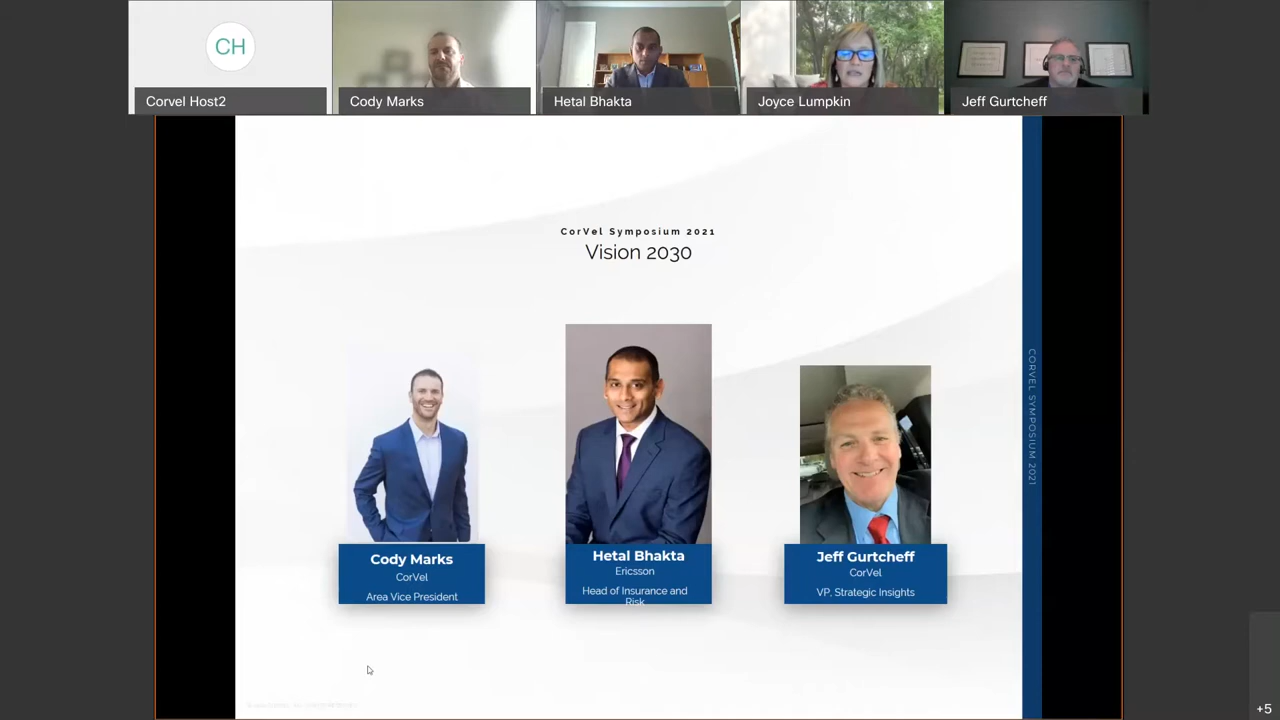 CH
Corvel Host2
Cody Marks
Hetal Bhakta
Joyce Lumpkin
Jeff Gurtcheff
CorVel Symposium 2021
Vision 2030
CORVEL SYMPOSIUM 2021
Cody Marks
CorVel
Area Vice President
Hetal Bhakta
Ericsson
Head of Insurance and
Risk
Jeff Gurtcheff
CorVel
VP, Strategic Insights
+5